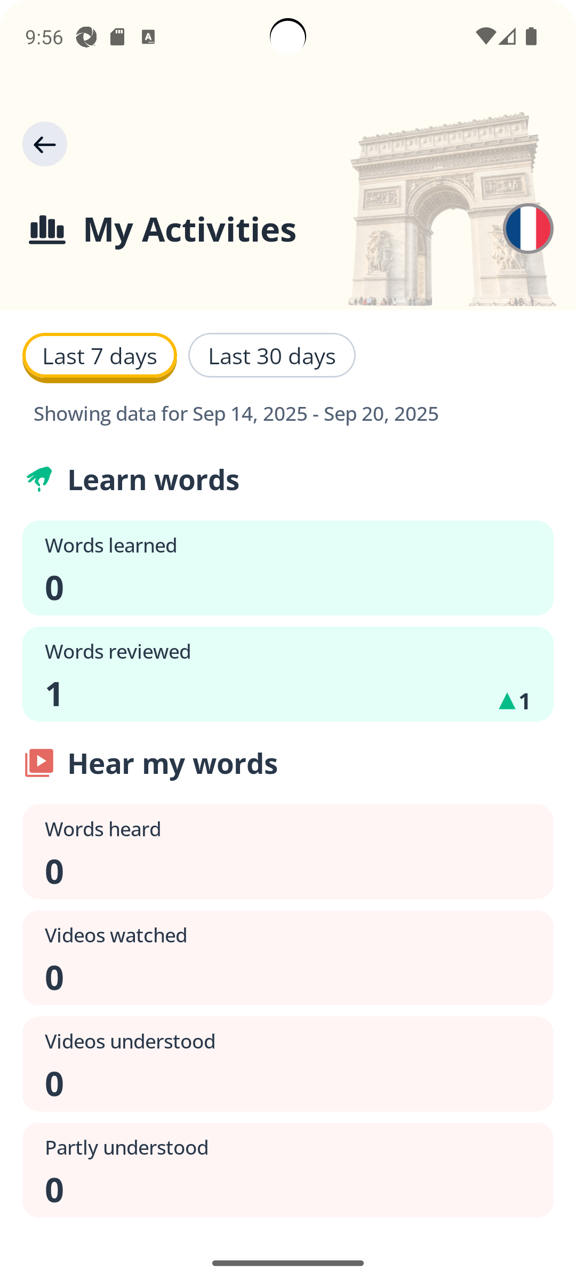 9:56
A
My Activities
Last 7 days
Last 30 days
Showing data for Sep 14, 2025 - Sep 20, 2025
Learn words
Words learned
0
Words reviewed
1
1
Hear my words
Words heard
0
Videos watched
0
Videos understood
0
Partly understood
0